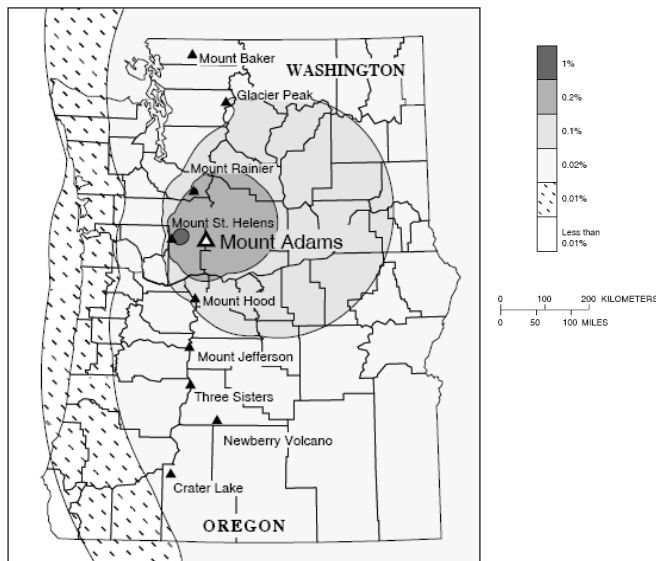 Mount Baker
WASHINGTON
Glacier Peak
Mount Rainier
Mount St. Helens
Mount Adams
Mount Hood
Mount Jefferson
Three Sisters
Newberry Volcano
Crater Lake
OREGON
1%
0.2%
0.1%
0.02%
0.01%
Less than
0.01%
0 100 200 KILOMETERS
0 50 100 MILES